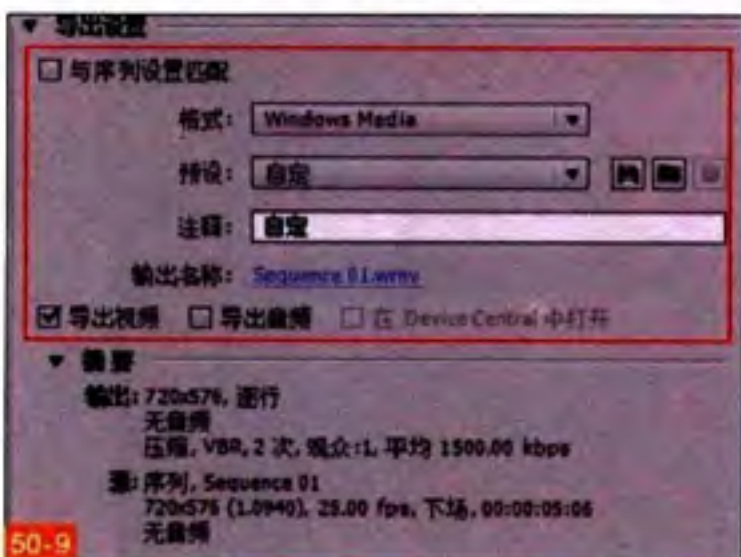 导出设置
与序列设置匹配
格式: Windows Media
预设: 自定
注释: 自定
输出名称: Sequence 01.wmv
导出视频 导出音频 在 Device Central 中打开
摘要
输出: 720x576, 逐行
无音频
压缩, VBR, 2 次, 观众:1, 平均 1500.00 kbps
源: 序列, Sequence 01
720x576 (1.0940), 25.00 fps, 下场, 00:00:05:06
无音频
50-9